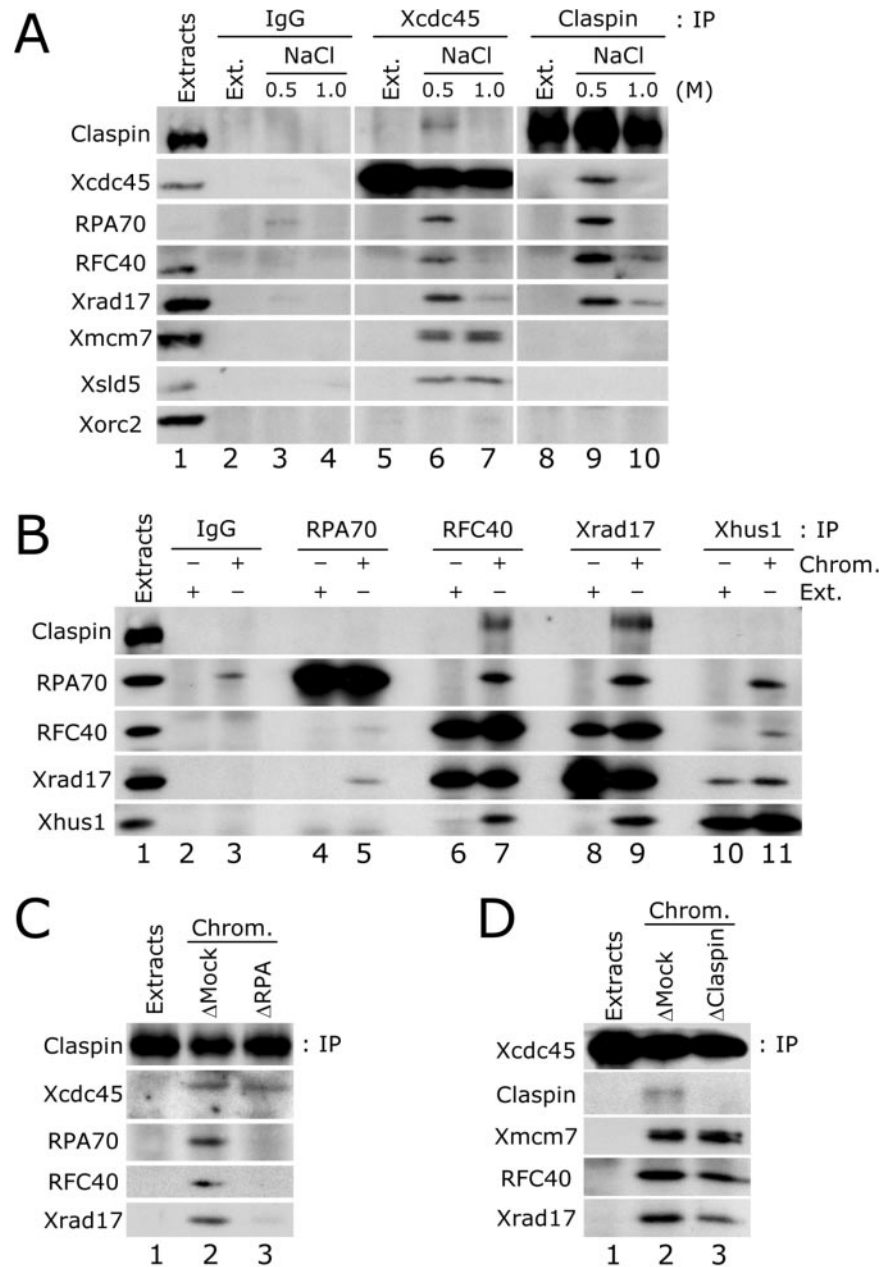 A
IgG Xcdc45 Claspin : IP
Extracts Ext. NaCl Ext. NaCl Ext. NaCl
0.5 1.0 0.5 1.0 0.5 1.0 (M)
Claspin
Xcdc45
RPA70
RFC40
Xrad17
Xmcm7
Xsld5
Xorc2
1 2 3 4 5 6 7 8 9 10
B
Extracts IgG RPA70 RFC40 Xrad17 Xhus1 : IP
− + − + − + − + − + Chrom.
+ − + − + − + − + − Ext.
Claspin
RPA70
RFC40
Xrad17
Xhus1
1 2 3 4 5 6 7 8 9 10 11
C
Chrom.
Extracts ΔMock ΔRPA
Claspin : IP
Xcdc45
RPA70
RFC40
Xrad17
1 2 3
D
Chrom.
Extracts ΔMock ΔClaspin
Xcdc45 : IP
Claspin
Xmcm7
RFC40
Xrad17
1 2 3